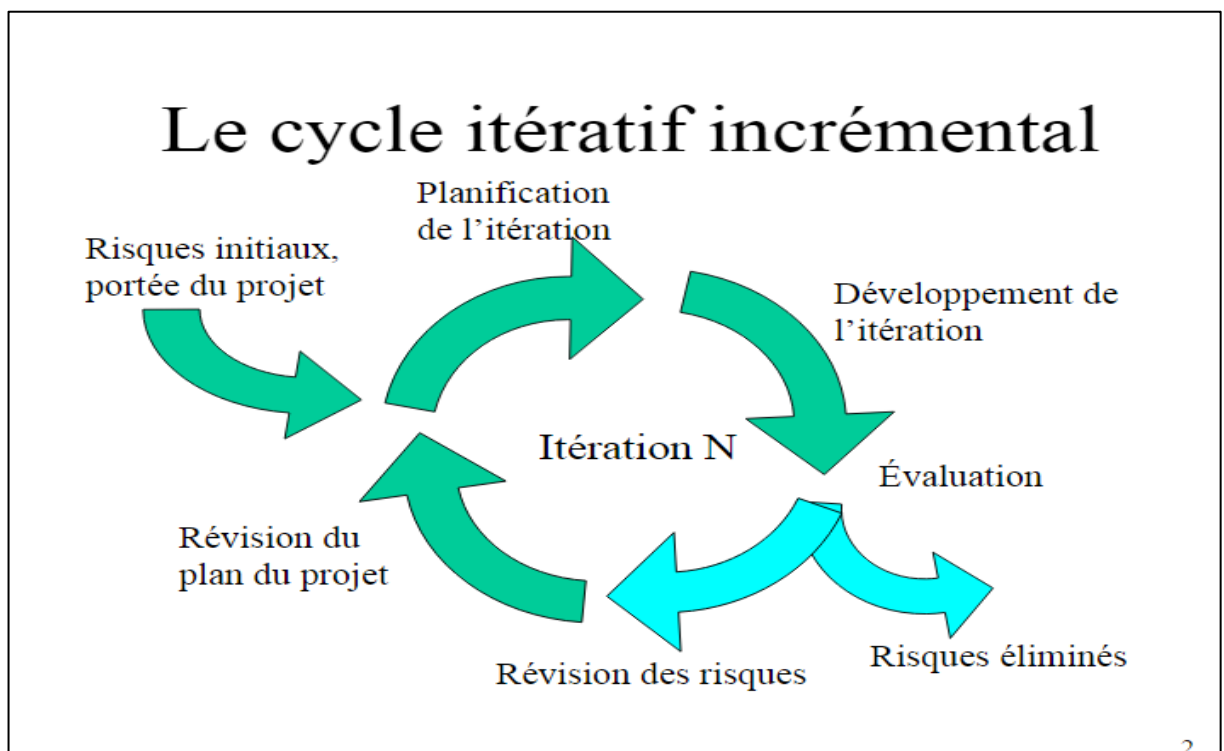 Le cycle itératif incrémental
Planification
de l’itération
Risques initiaux,
portée du projet
Développement de
l’itération
Itération N
Évaluation
Révision du
plan du projet
Révision des risques
Risques éliminés
2